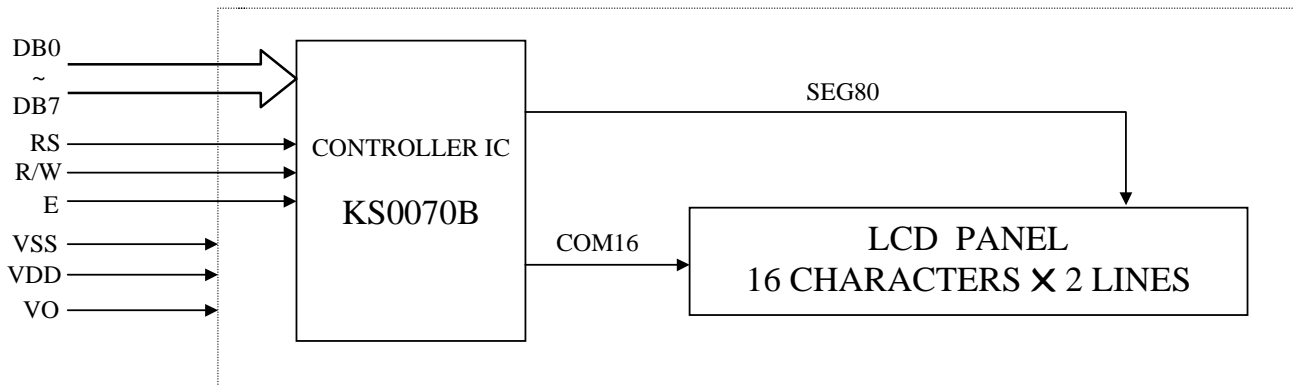 DB0
~
DB7
RS
R/W
E
VSS
VDD
VO
CONTROLLER IC
KS0070B
SEG80
COM16
LCD PANEL
16 CHARACTERS X 2 LINES